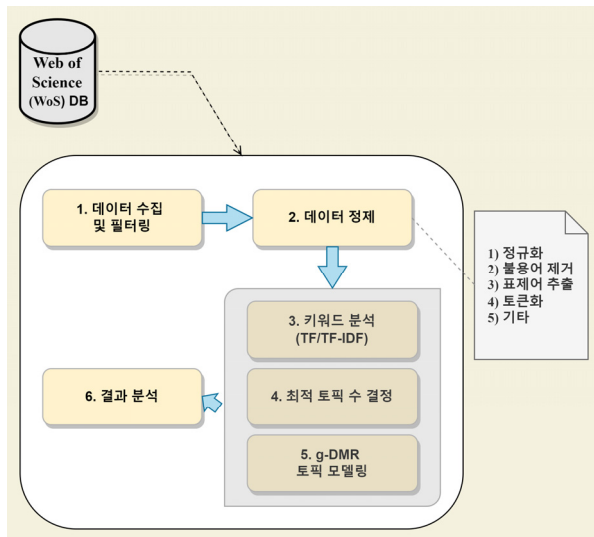 Web of
Science
(WoS) DB
1. 데이터 수집
및 필터링
2. 데이터 정제
1) 정규화
2) 불용어 제거
3) 표제어 추출
4) 토큰화
5) 기타
3. 키워드 분석
(TF/TF-IDF)
4. 최적 토픽 수 결정
5. g-DMR
토픽 모델링
6. 결과 분석